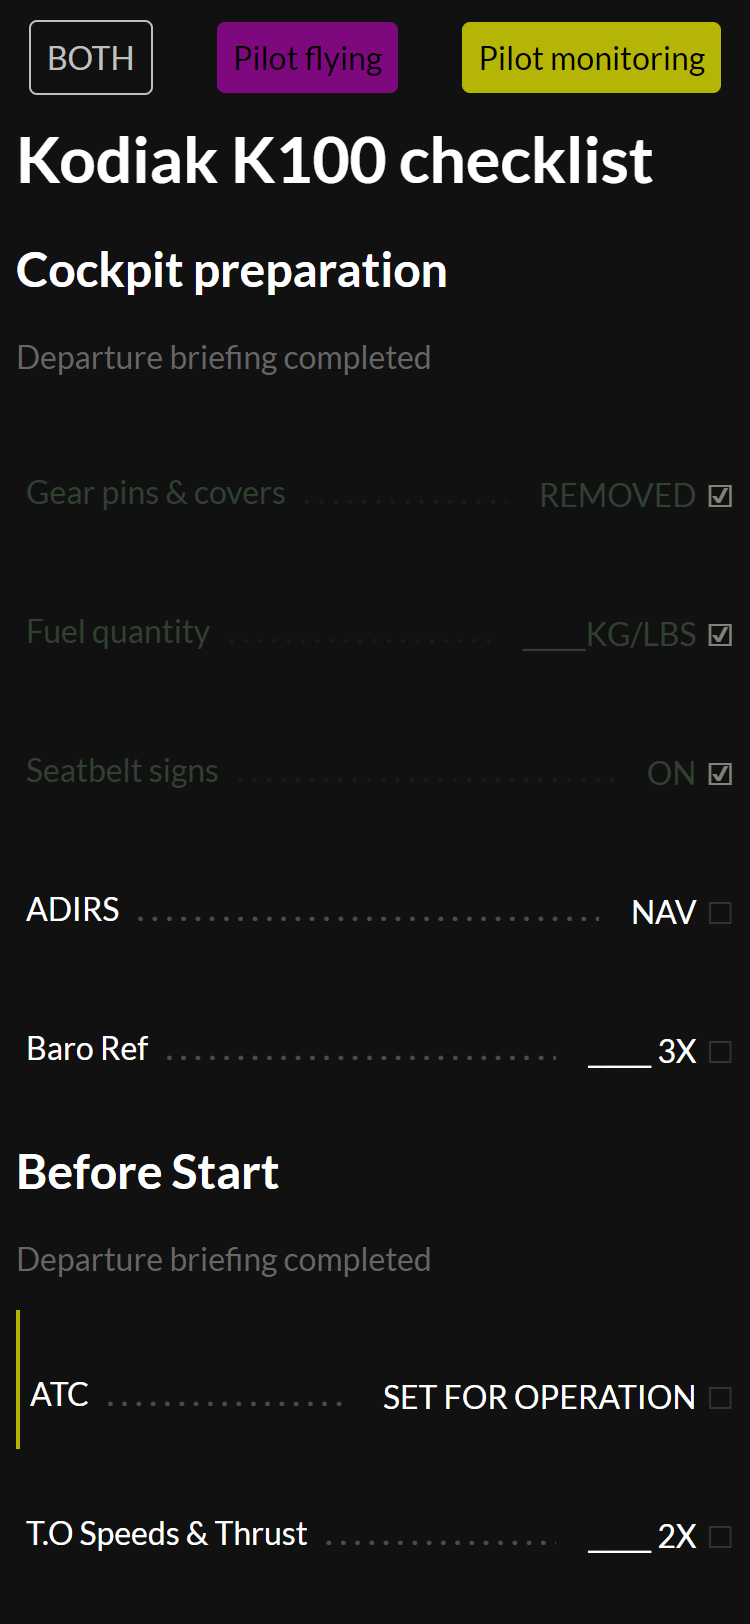 BOTH Pilot flying Pilot monitoring
Kodiak K100 checklist
Cockpit preparation
Departure briefing completed
Gear pins & covers . . . . . . . . . . . . . . . REMOVED ☑
Fuel quantity . . . . . . . . . . . . . . . . . . . ____KG/LBS ☑
Seatbelt signs . . . . . . . . . . . . . . . . . . . . . . . . . . . ON ☑
ADIRS . . . . . . . . . . . . . . . . . . . . . . . . . . . . . . . . . NAV ☐
Baro Ref . . . . . . . . . . . . . . . . . . . . . . . . . . . . ____ 3X ☐
Before Start
Departure briefing completed
ATC . . . . . . . . . . . . . . . . . SET FOR OPERATION ☐
T.O Speeds & Thrust . . . . . . . . . . . . . . . . . ____ 2X ☐